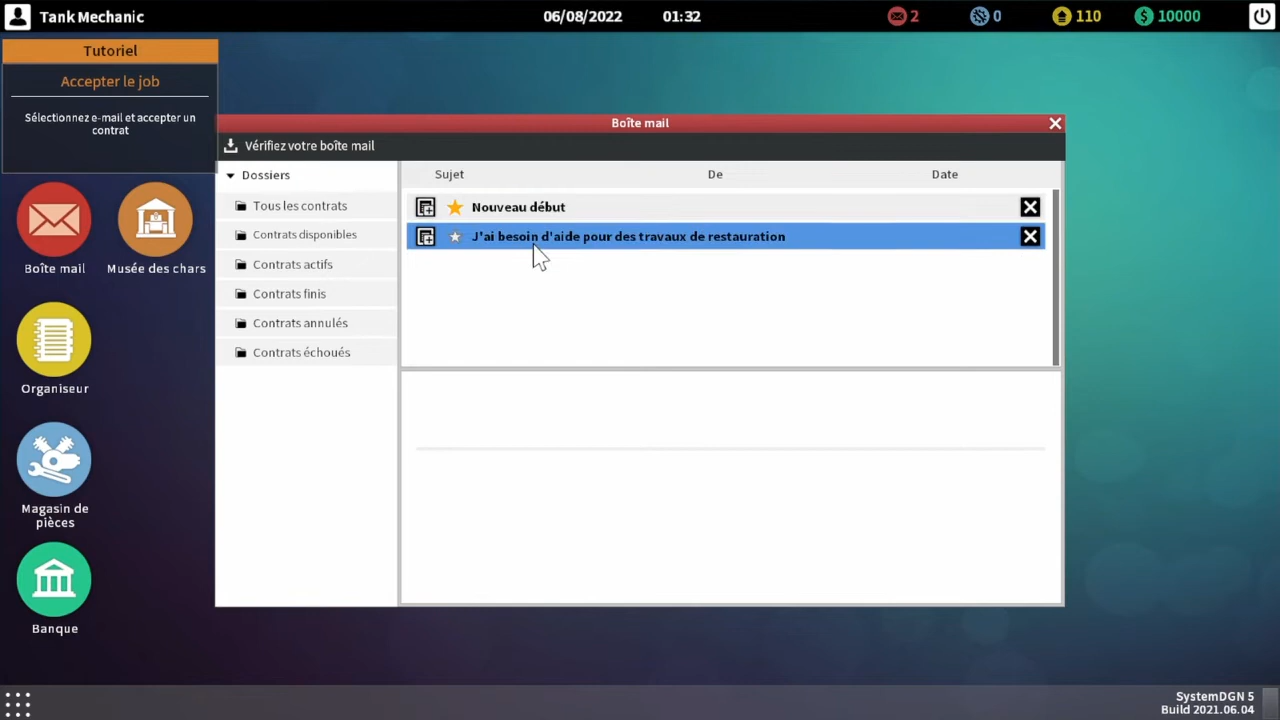 Tank Mechanic
06/08/2022
01:32
2
0
110
10000
Tutoriel
Accepter le job
Sélectionnez e-mail et accepter un
contrat
Boîte mail
Musée des chars
Organiseur
Magasin de
pièces
Banque
Boîte mail
Vérifiez votre boîte mail
Dossiers
Tous les contrats
Contrats disponibles
Contrats actifs
Contrats finis
Contrats annulés
Contrats échoués
Sujet
De
Date
Nouveau début
J'ai besoin d'aide pour des travaux de restauration
SystemDGN 5
Build 2021.06.04